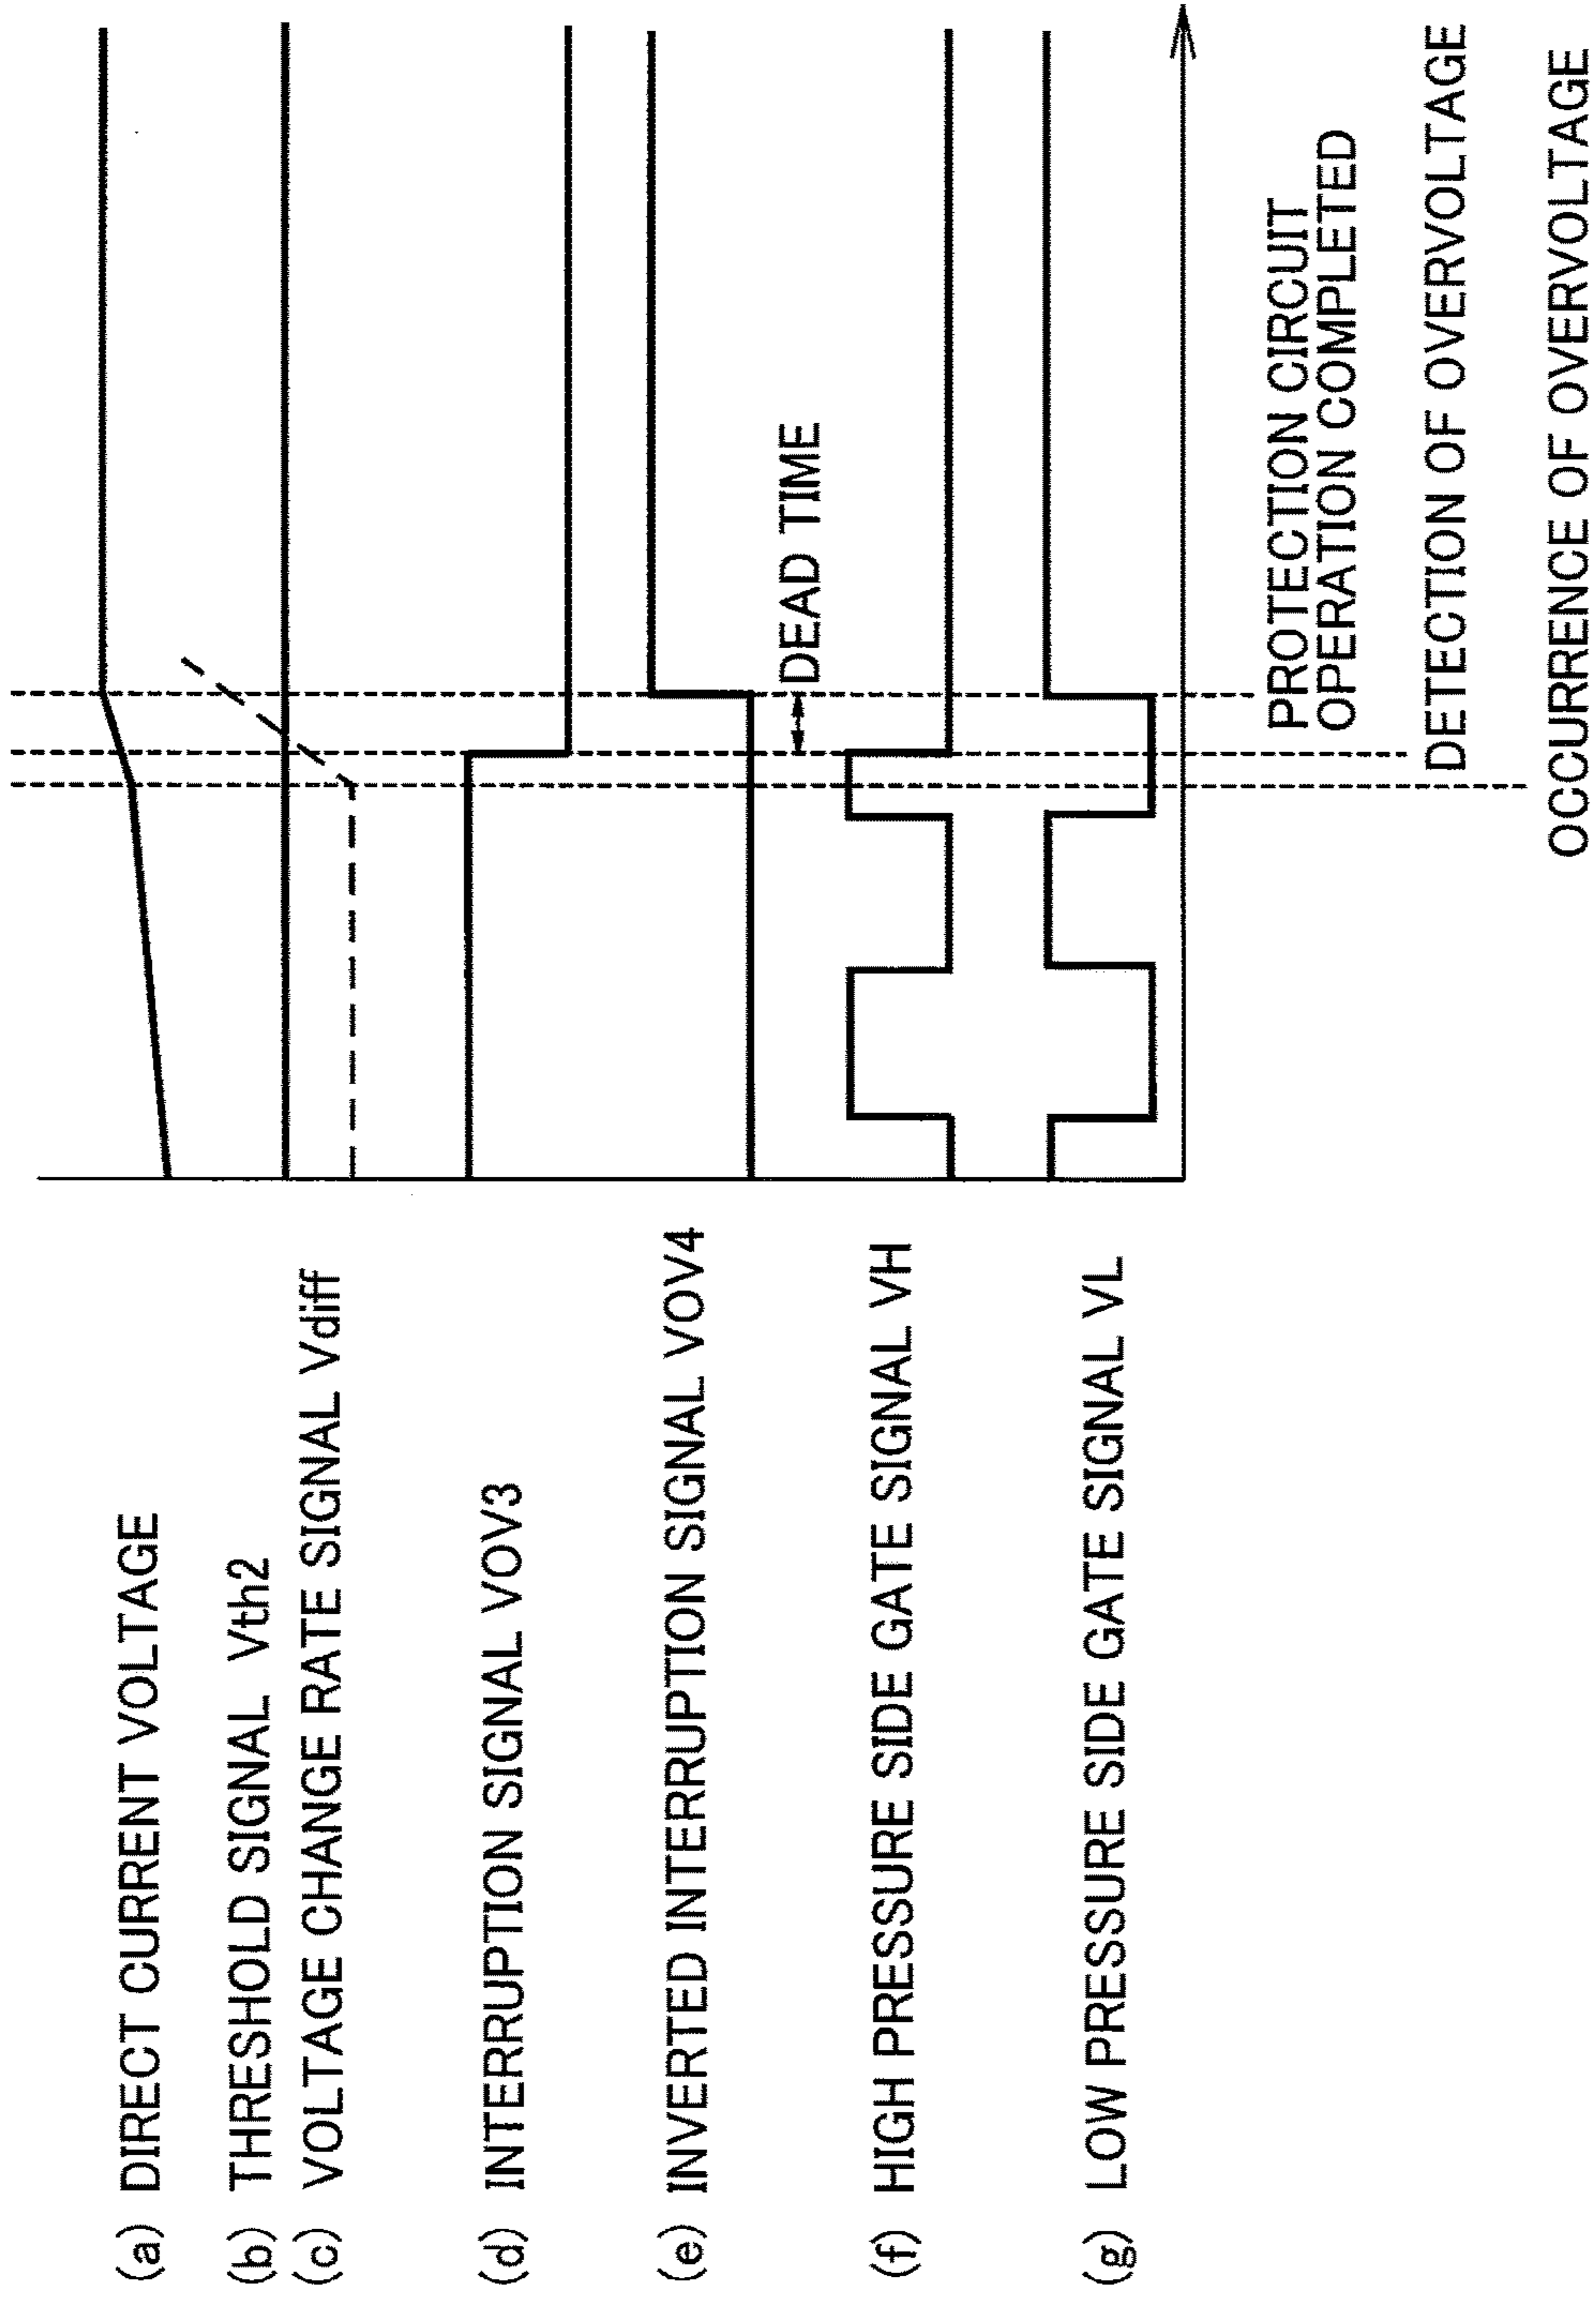 (a) DIRECT CURRENT VOLTAGE
(b) THRESHOLD SIGNAL Vth2
(c) VOLTAGE CHANGE RATE SIGNAL Vdiff
(d) INTERRUPTION SIGNAL VOV3
(e) INVERTED INTERRUPTION SIGNAL VOV4
DEAD TIME
(f) HIGH PRESSURE SIDE GATE SIGNAL VH
(g) LOW PRESSURE SIDE GATE SIGNAL VL
PROTECTION CIRCUIT
OPERATION COMPLETED
DETECTION OF OVERVOLTAGE
OCCURRENCE OF OVERVOLTAGE